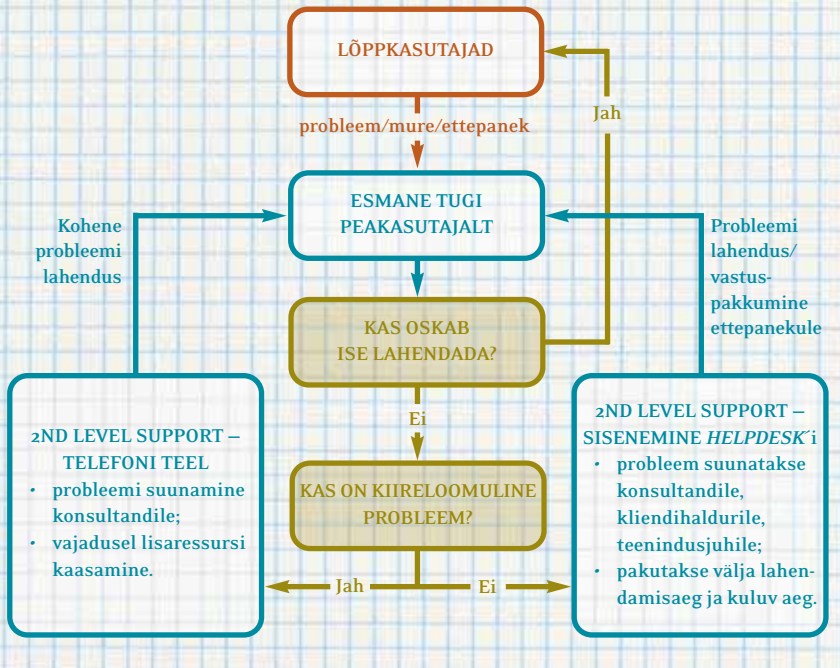 LÕPPKASUTAJAD
probleem/mure/ettepanek
Jah
ESMANE TUGI
PEAKASUTAJALT
Kohene
probleemi
lahendus
Probleemi
lahendus/
vastus-
pakkumine
ettepanekule
KAS OSKAB
ISE LAHENDADA?
Ei
2ND LEVEL SUPPORT –
TELEFONI TEEL
• probleemi suunamine
konsultandile;
• vajadusel lisaressursi
kaasamine.
KAS ON KIIRELOOMULINE
PROBLEEM?
2ND LEVEL SUPPORT –
SISENEMINE HELPDESK´i
• probleem suunatakse
konsultandile,
kliendihaldurile,
teenindusjuhile;
• pakutakse välja lahen-
damisaeg ja kuluv aeg.
Jah
Ei